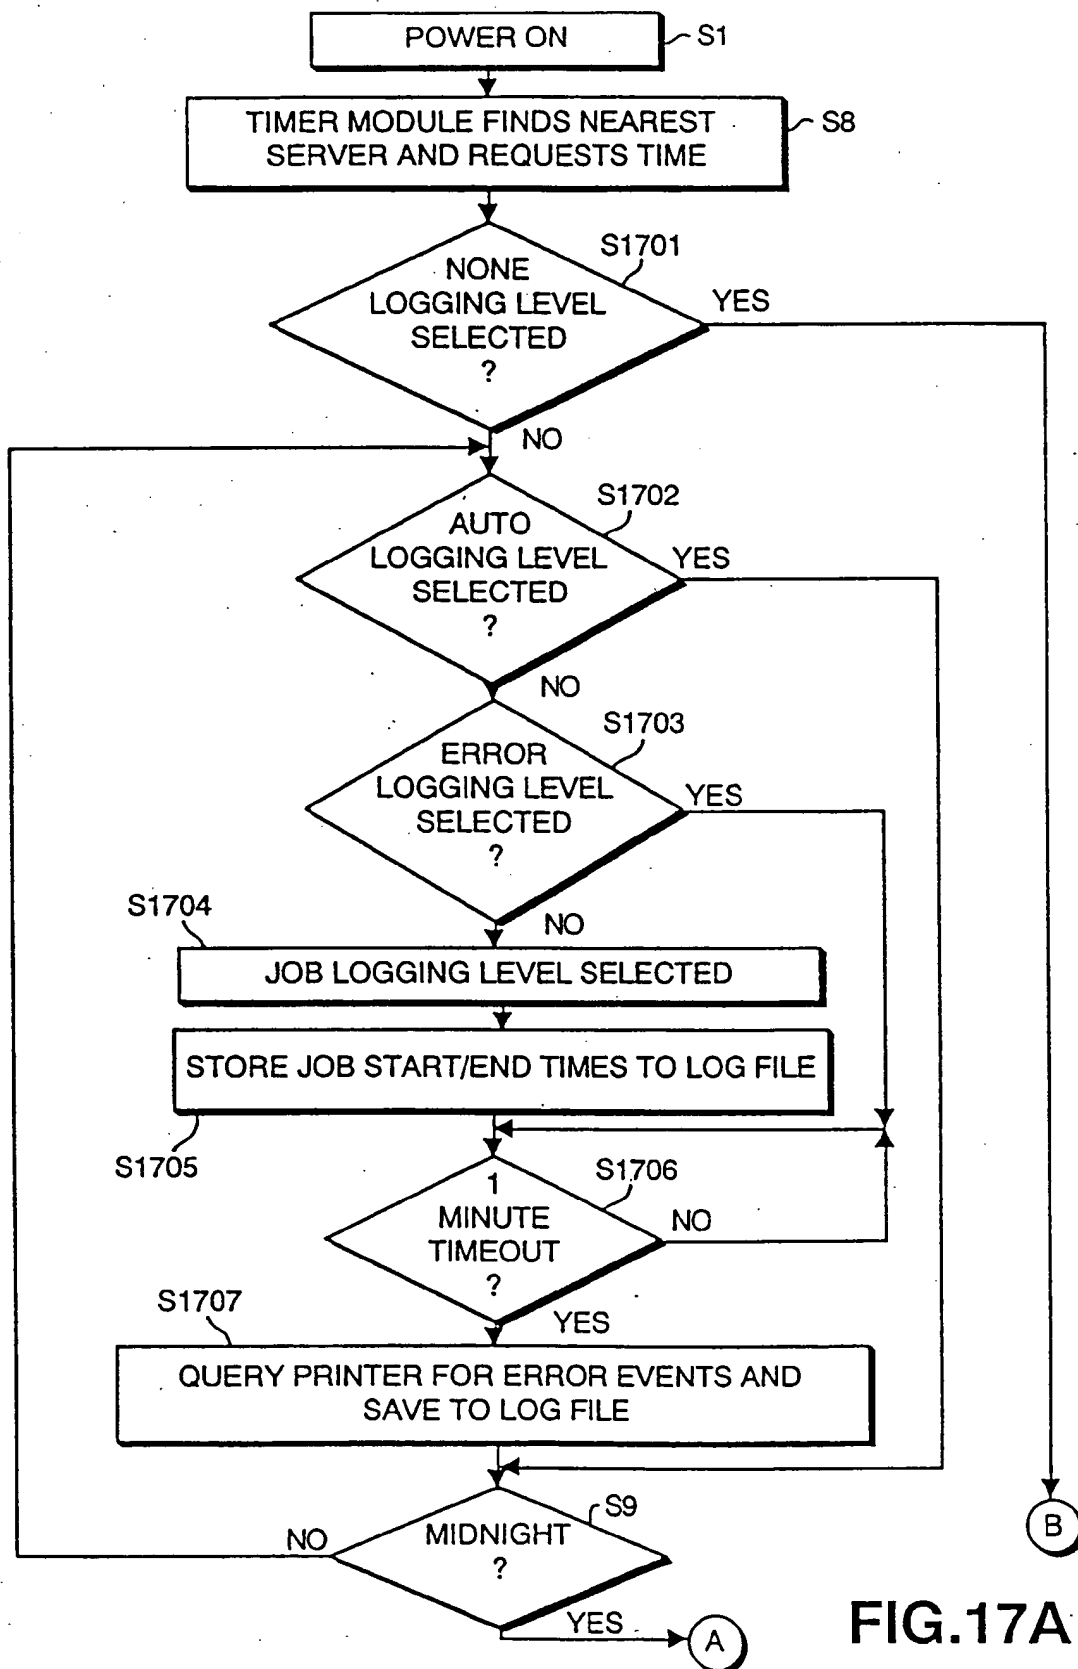 POWER ON
S1
TIMER MODULE FINDS NEAREST
SERVER AND REQUESTS TIME
S8
S1701
NONE
LOGGING LEVEL
SELECTED
?
YES
NO
S1702
AUTO
LOGGING LEVEL
SELECTED
?
YES
NO
S1703
ERROR
LOGGING LEVEL
SELECTED
?
YES
NO
S1704
JOB LOGGING LEVEL SELECTED
STORE JOB START/END TIMES TO LOG FILE
S1705
S1706
1
MINUTE
TIMEOUT
?
NO
YES
S1707
QUERY PRINTER FOR ERROR EVENTS AND
SAVE TO LOG FILE
S9
MIDNIGHT
?
NO
YES
A
B
FIG.17A